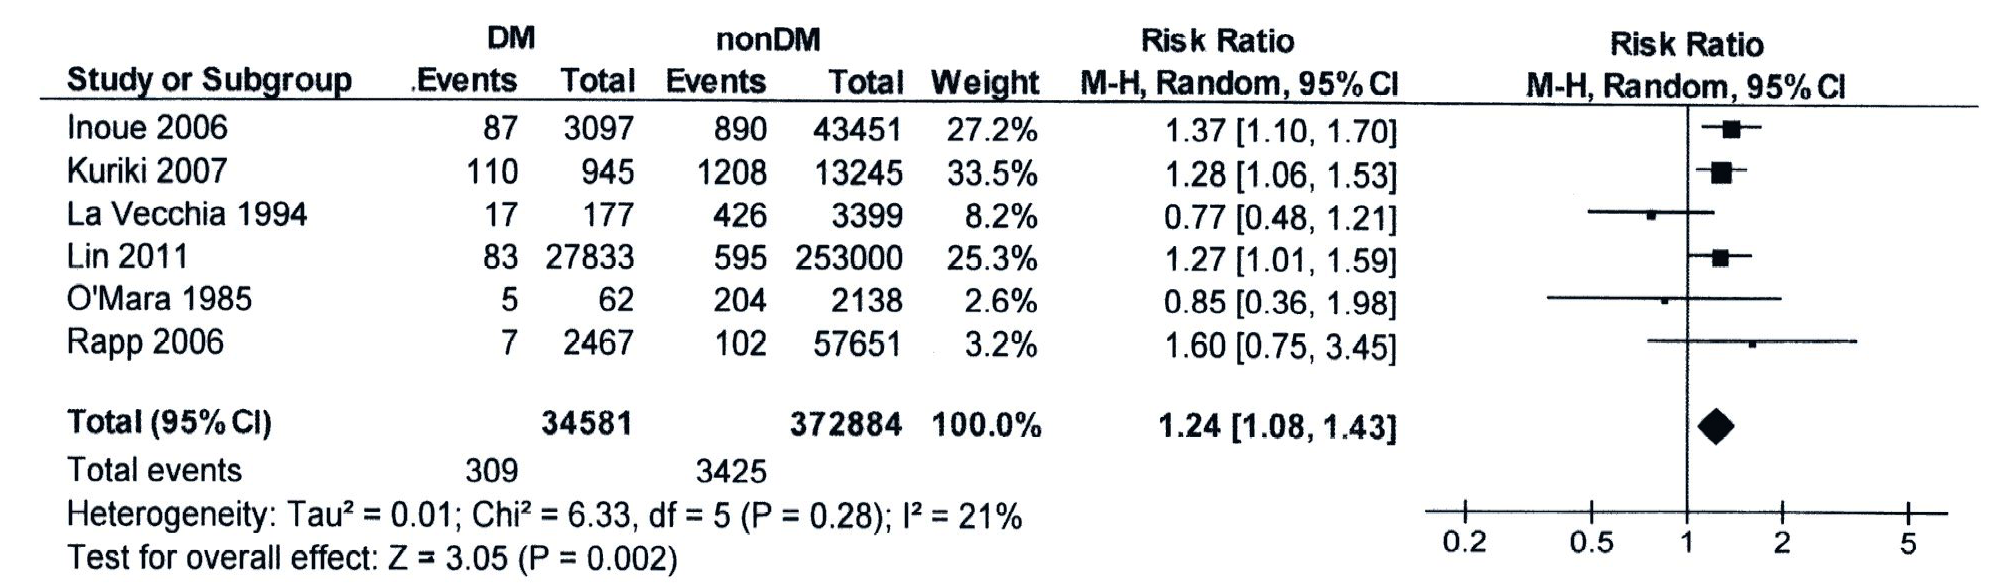 DM nonDM Risk Ratio Risk Ratio
Study or Subgroup .Events Total Events Total Weight M-H, Random, 95% CI M-H, Random, 95% CI
Inoue 2006 87 3097 890 43451 27.2% 1.37 [1.10, 1.70]
Kuriki 2007 110 945 1208 13245 33.5% 1.28 [1.06, 1.53]
La Vecchia 1994 17 177 426 3399 8.2% 0.77 [0.48, 1.21]
Lin 2011 83 27833 595 253000 25.3% 1.27 [1.01, 1.59]
O'Mara 1985 5 62 204 2138 2.6% 0.85 [0.36, 1.98]
Rapp 2006 7 2467 102 57651 3.2% 1.60 [0.75, 3.45]
Total (95% CI) 34581 372884 100.0% 1.24 [1.08, 1.43]
Total events 309 3425
Heterogeneity: Tau² = 0.01; Chi² = 6.33, df = 5 (P = 0.28); I² = 21%
Test for overall effect: Z = 3.05 (P = 0.002)
0.2 0.5 1 2 5